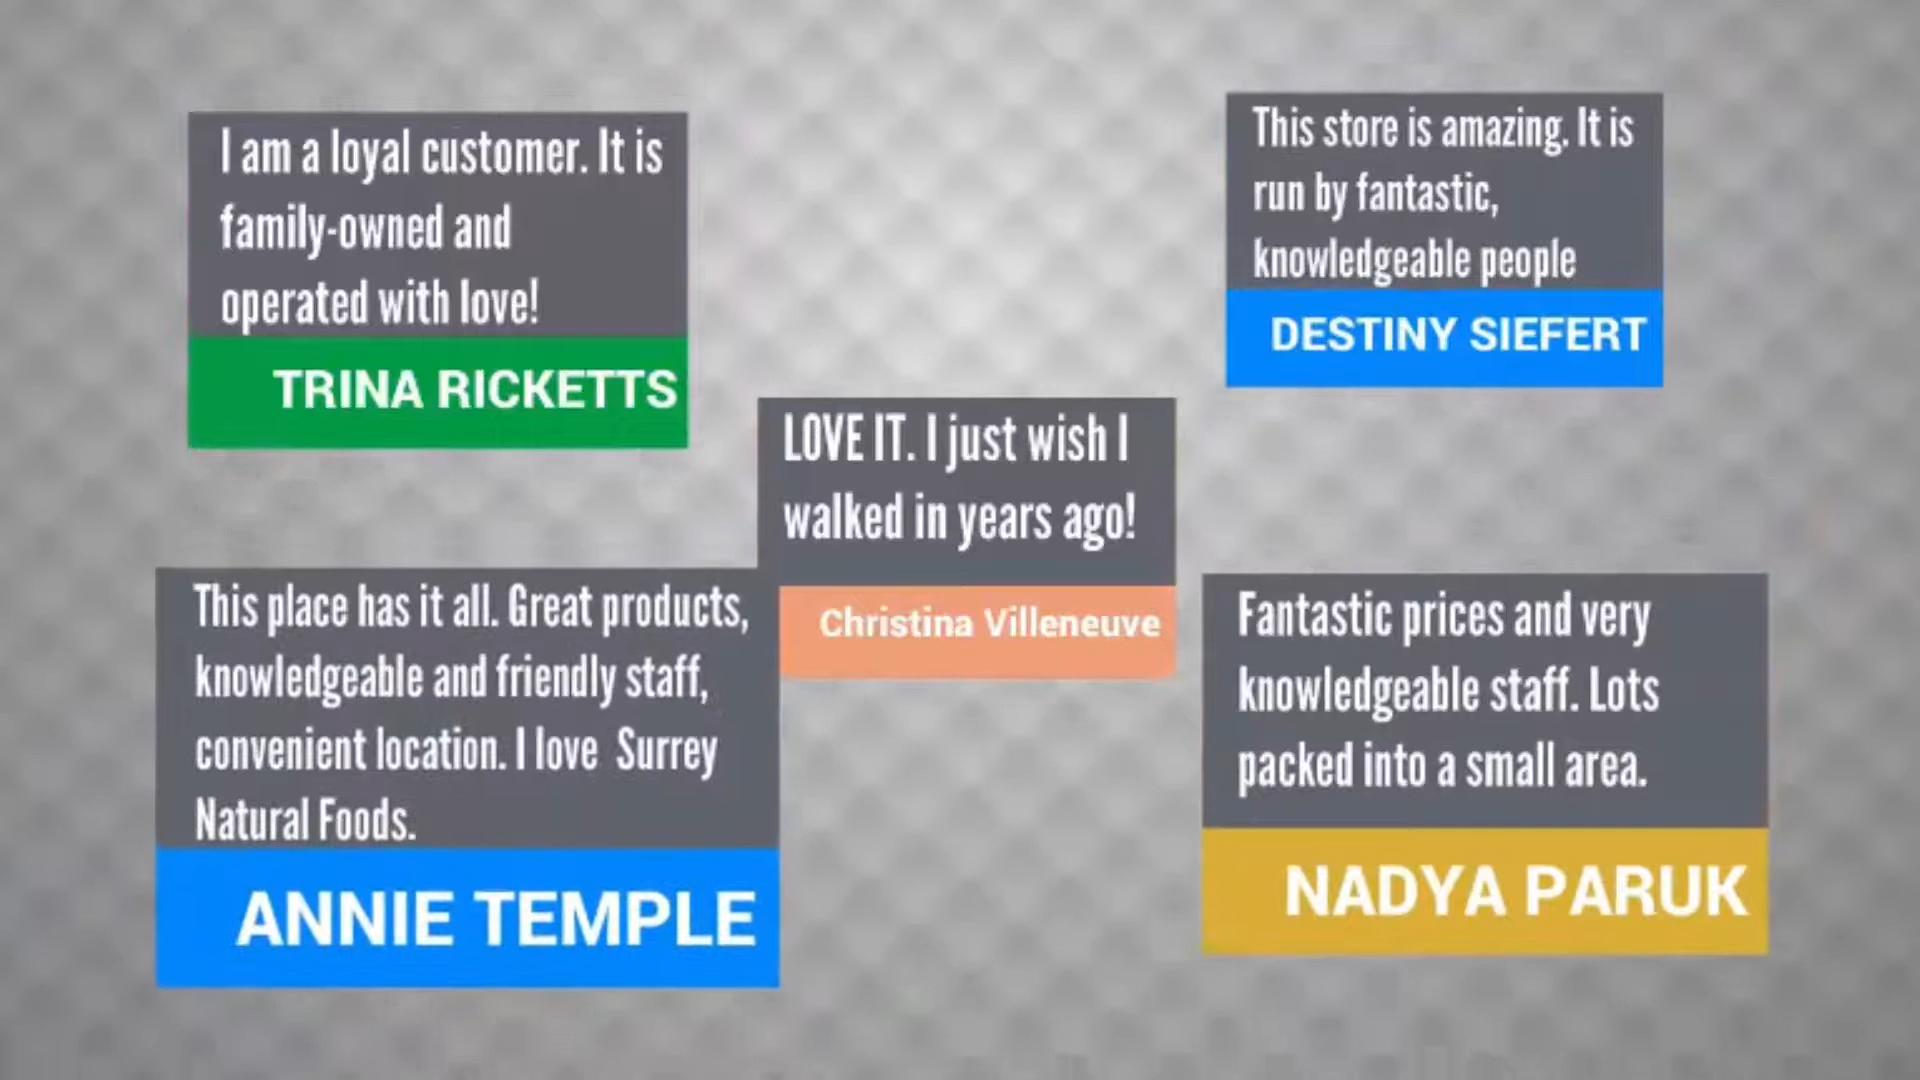 I am a loyal customer. It is
family-owned and
operated with love!
TRINA RICKETTS
This store is amazing. It is
run by fantastic,
knowledgeable people
DESTINY SIEFERT
LOVE IT. I just wish I
walked in years ago!
Christina Villeneuve
This place has it all. Great products,
knowledgeable and friendly staff,
convenient location. I love  Surrey
Natural Foods.
ANNIE TEMPLE
Fantastic prices and very
knowledgeable staff. Lots
packed into a small area.
NADYA PARUK